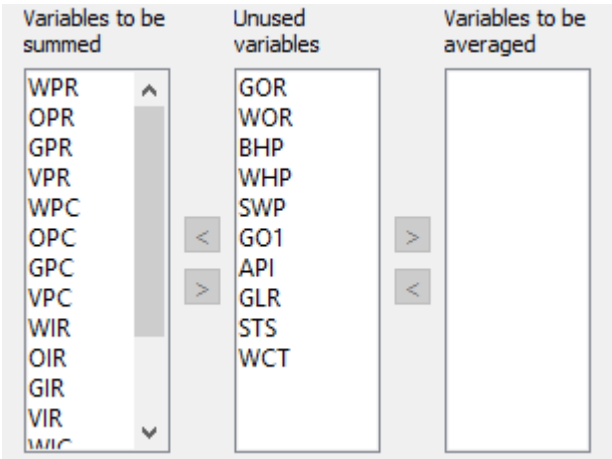 Variables to be
summed
Unused
variables
Variables to be
averaged
WPR
OPR
GPR
VPR
WPC
OPC
GPC
VPC
WIR
OIR
GIR
VIR
WIC
<
>
GOR
WOR
BHP
WHP
SWP
GO1
API
GLR
STS
WCT
>
<